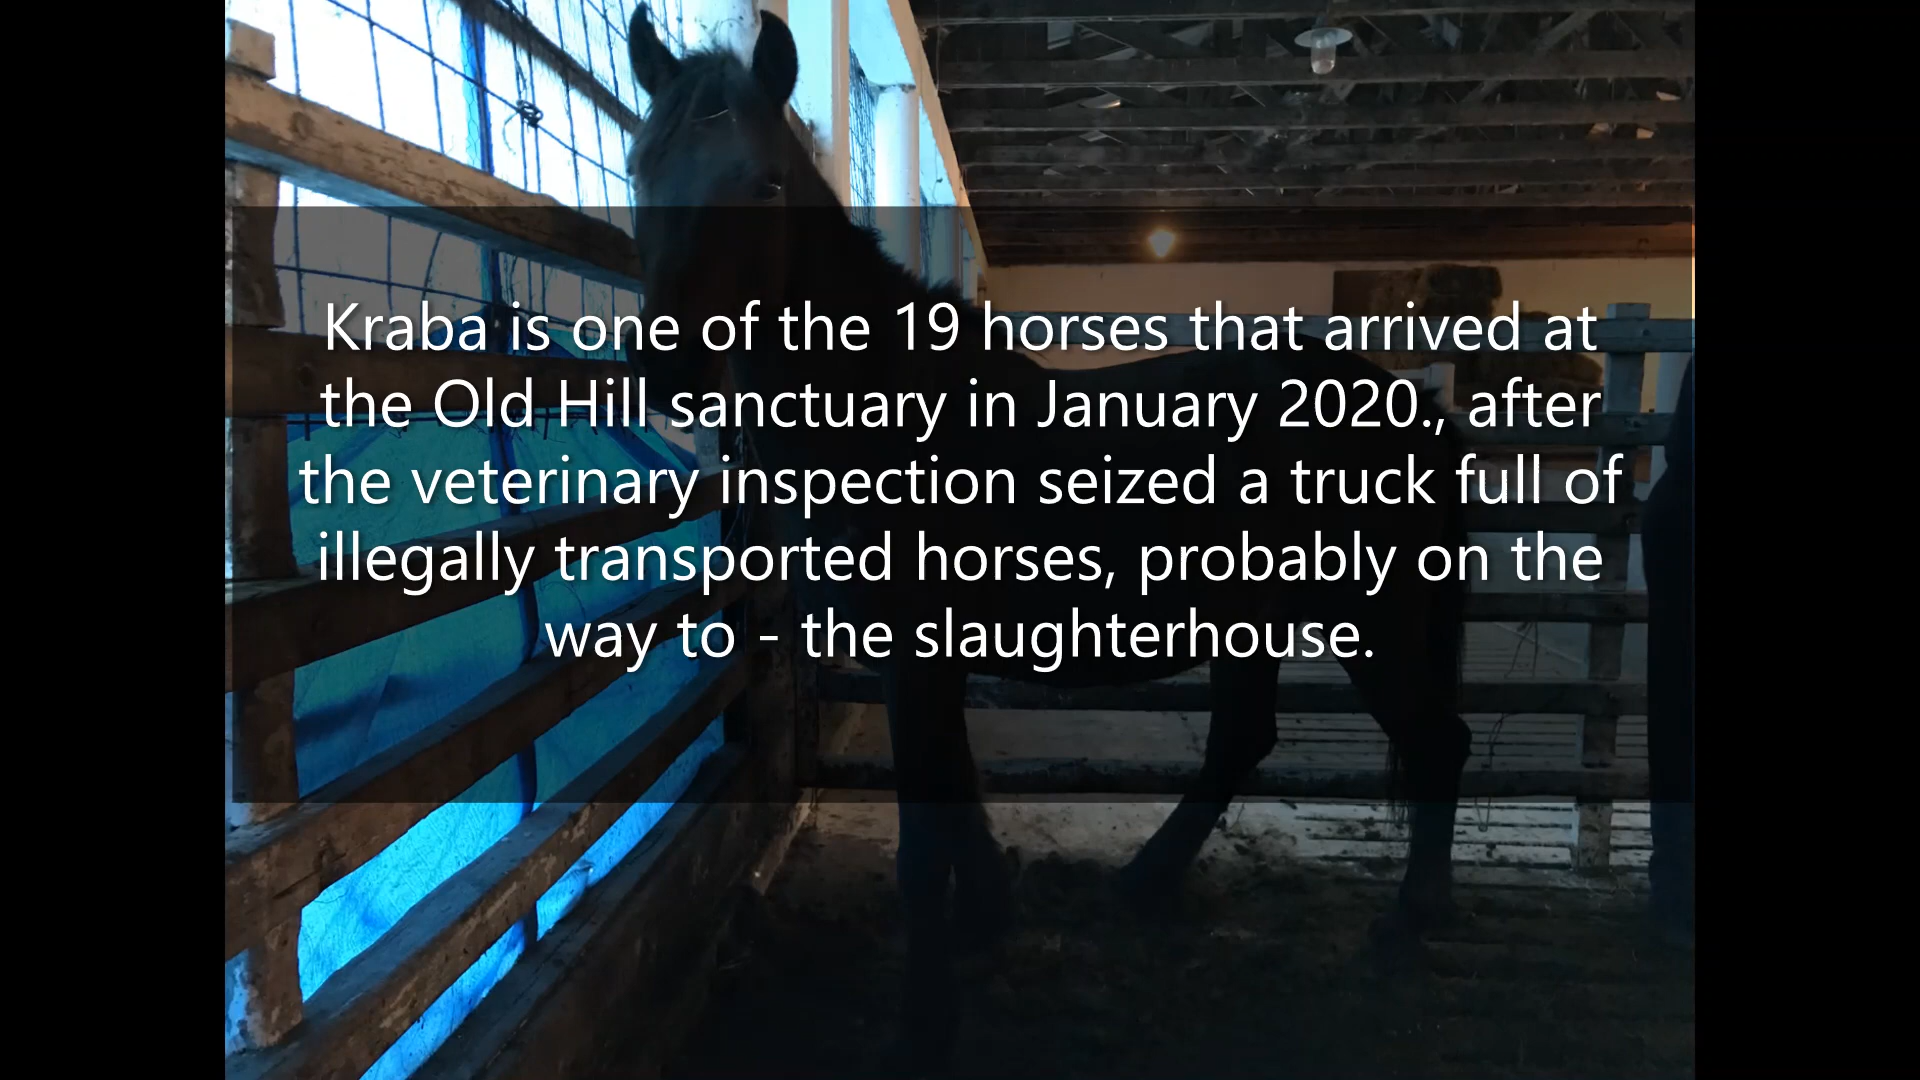 Kraba is one of the 19 horses that arrived at
the Old Hill sanctuary in January 2020., after
the veterinary inspection seized a truck full of
illegally transported horses, probably on the
way to - the slaughterhouse.